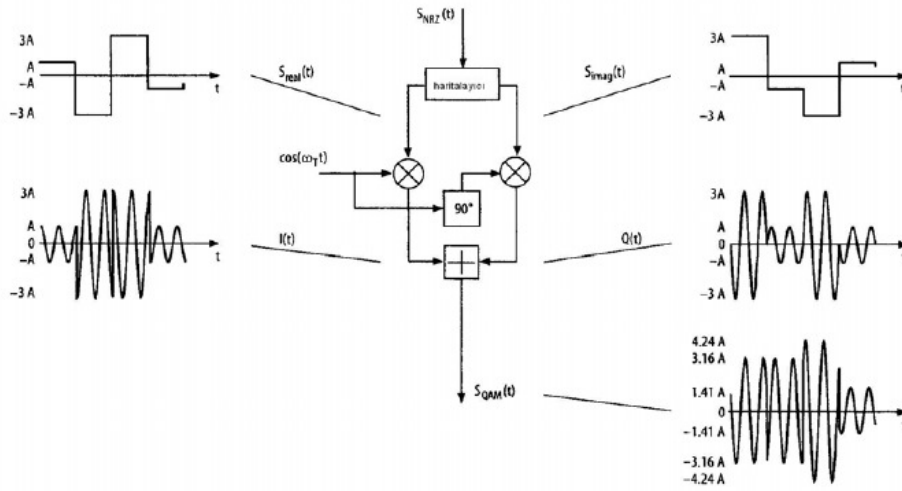 S_NRZ(t)
3A
A
-A
-3 A
t
S_real(t)
haritalayıcı
S_imag(t)
3A
A
-A
-3 A
t
cos(ω_T t)
90°
3A
A
0
-A
-3 A
t
I(t)
Q(t)
3A
A
0
-A
-3 A
t
S_QAM(t)
4.24 A
3.16 A
1.41 A
0
-1.41 A
-3.16 A
-4.24 A